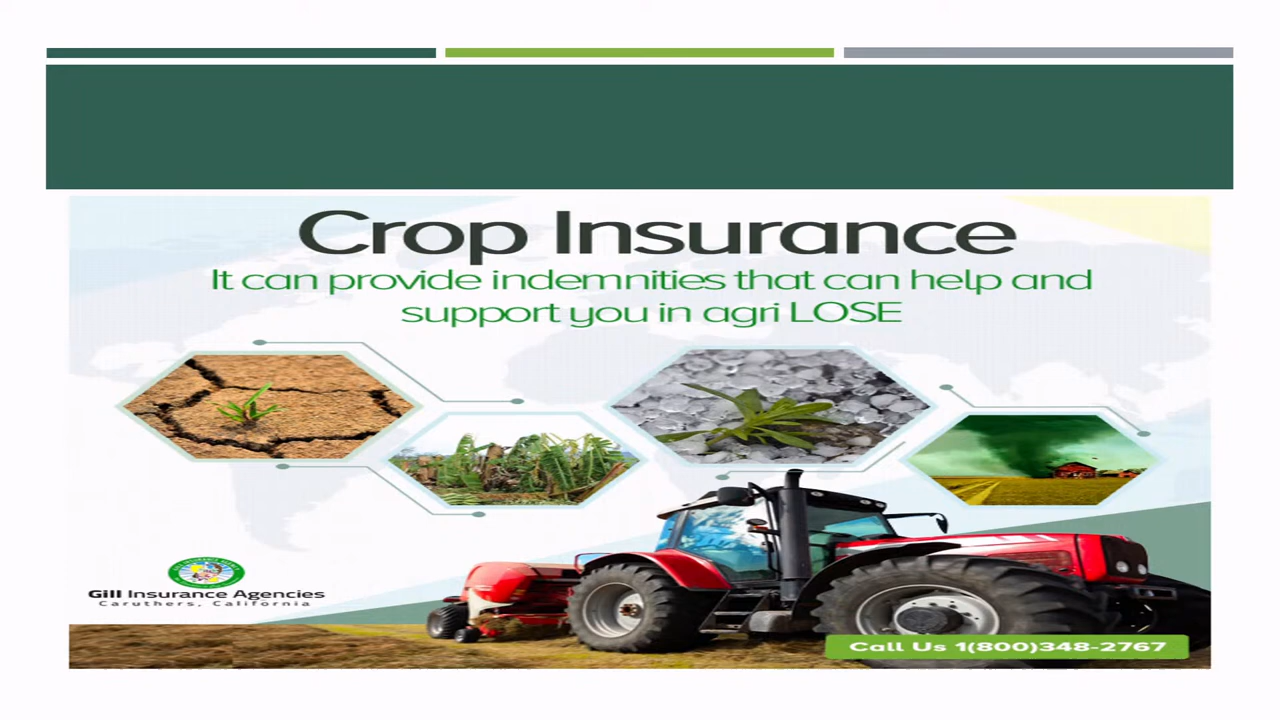 Crop Insurance
It can provide indemnities that can help and
support you in agri LOSE
Gill Insurance Agencies
Caruthers, California
Call Us 1(800)348-2767